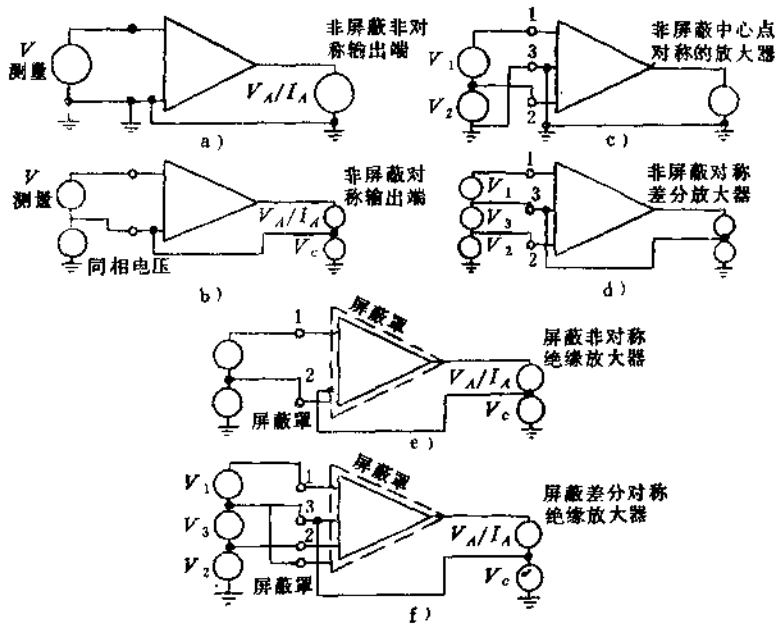 V
测量
非屏蔽非对
称输出端
V_A/I_A
a)
1
3
2
V_1
V_2
非屏蔽中心点
对称的放大器
c)
V
测量
同相电压
非屏蔽对
称输出端
V_A/I_A
V_c
b)
1
3
2
V_1
V_3
V_2
非屏蔽对称
差分放大器
d)
1
2
屏蔽罩
屏蔽罩
屏蔽非对称
绝缘放大器
V_A/I_A
V_c
e)
V_1
V_3
V_2
1
3
2
屏蔽罩
屏蔽罩
屏蔽差分对称
绝缘放大器
V_A/I_A
V_c
f)